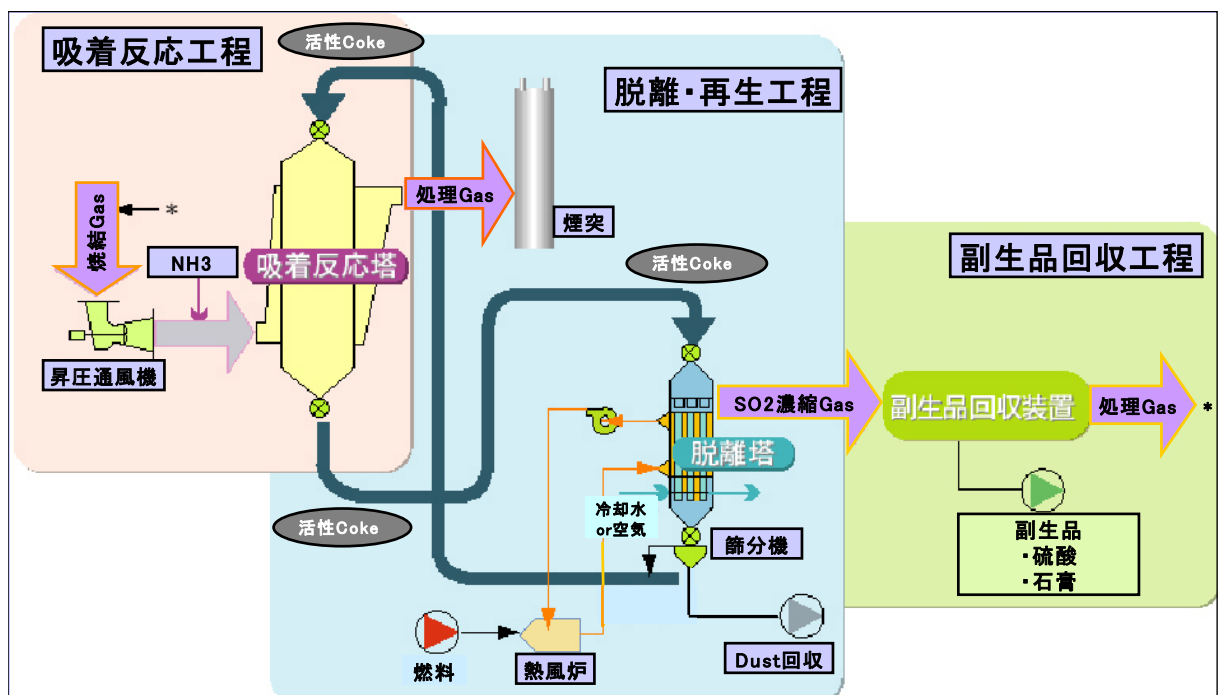 吸着反応工程
活性Coke
脱離・再生工程
焼結Gas
*
処理Gas
煙突
NH3
吸着反応塔
昇圧通風機
活性Coke
副生品回収工程
SO2濃縮Gas
副生品回収装置
処理Gas
*
脱離塔
冷却水
or空気
活性Coke
篩分機
副生品
・硫酸
・石膏
燃料
熱風炉
Dust回収